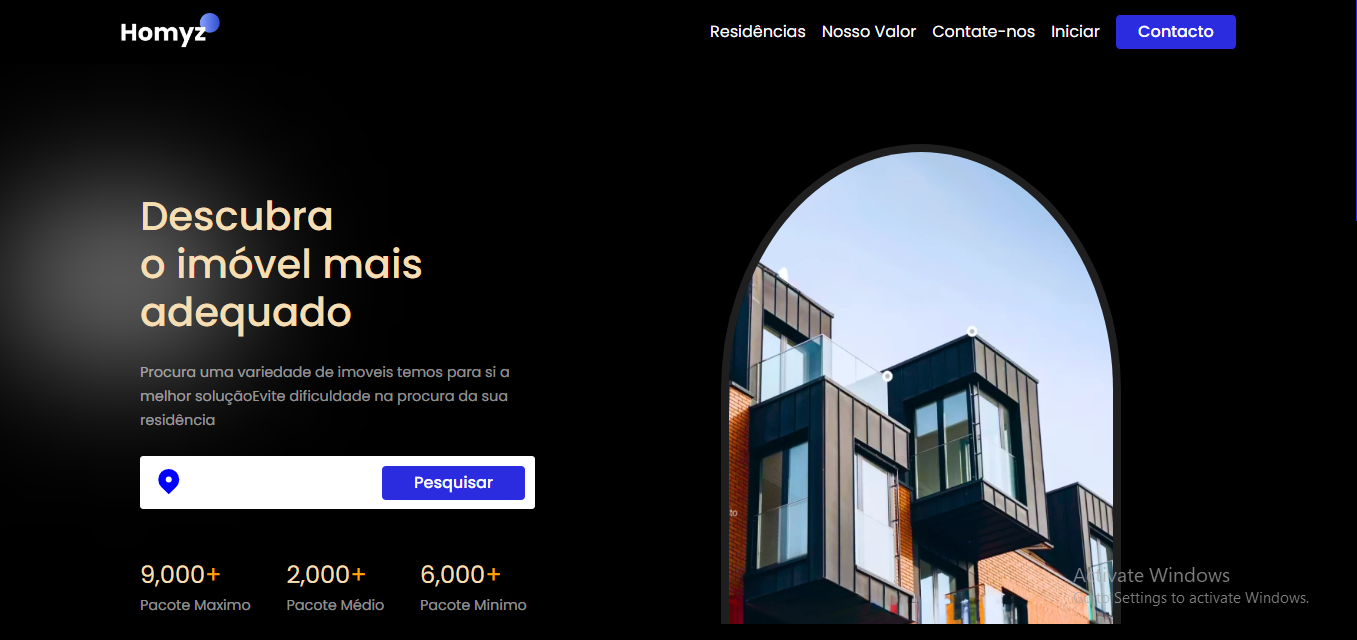 Homyz
Residências Nosso Valor Contate-nos Iniciar Contacto
Descubra
o imóvel mais
adequado
Procura uma variedade de imoveis temos para si a
melhor soluçãoEvite dificuldade na procura da sua
residência
Pesquisar
9,000+ 2,000+ 6,000+
Pacote Maximo Pacote Médio Pacote Minimo
to
Activate Windows
Go to Settings to activate Windows.